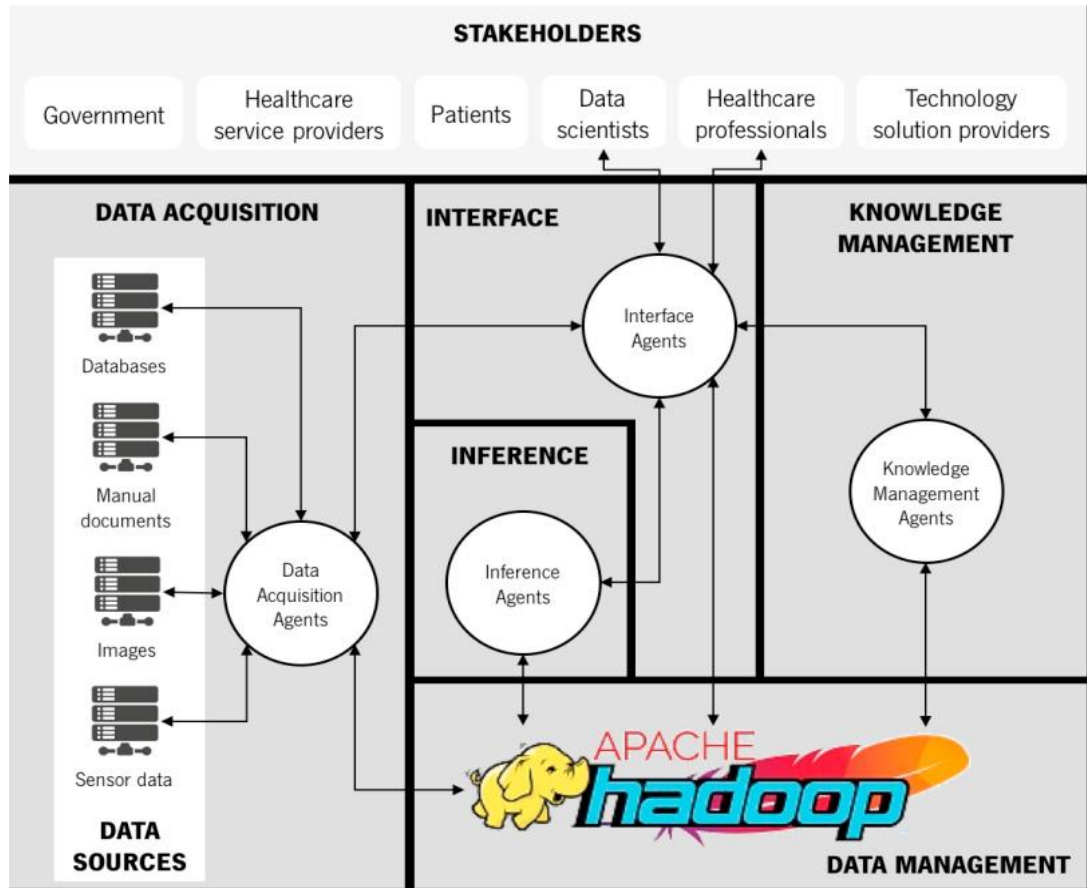 STAKEHOLDERS
Government
Healthcare
service providers
Patients
Data
scientists
Healthcare
professionals
Technology
solution providers
DATA ACQUISITION
Databases
Manual
documents
Images
Sensor data
DATA
SOURCES
Data
Acquisition
Agents
INTERFACE
Interface
Agents
INFERENCE
Inference
Agents
KNOWLEDGE
MANAGEMENT
Knowledge
Management
Agents
APACHE
hadoop
DATA MANAGEMENT